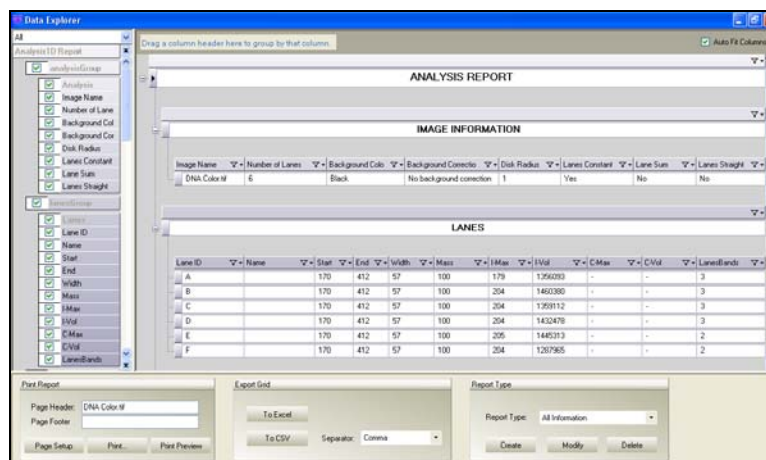 Data Explorer
All
Drag a column header here to group by that column.
Auto Fit Columns
Analysis1D Report
analysisGroup
Analysis
Image Name
Number of Lane
Background Col
Background Cor
Disk Radius
Lanes Constant
Lane Sum
Lanes Straight
lanesGroup
Lanes
Lane ID
Name
Start
End
Width
Mass
I-Max
I-Vol
C-Max
C-Vol
LanesBands
ANALYSIS REPORT
IMAGE INFORMATION
Image Name Number of Lanes Background Colo Background Correctio Disk Radius Lanes Constant Lane Sum Lanes Straight
DNA Color.tif 6 Black No background correction 1 Yes No No
LANES
Lane ID Name Start End Width Mass I-Max I-Vol C-Max C-Vol LanesBands
A 170 412 57 100 179 1356093 - - 3
B 170 412 57 100 204 1460380 - - 3
C 170 412 57 100 204 1359112 - - 3
D 170 412 57 100 204 1432478 - - 3
E 170 412 57 100 205 1445313 - - 2
F 170 412 57 100 204 1287965 - - 2
Print Report
Page Header: DNA Color.tif
Page Footer
Page Setup Print... Print Preview
Export Grid
To Excel
To CSV Separator: Comma
Report Type
Report Type: All Information
Create Modify Delete